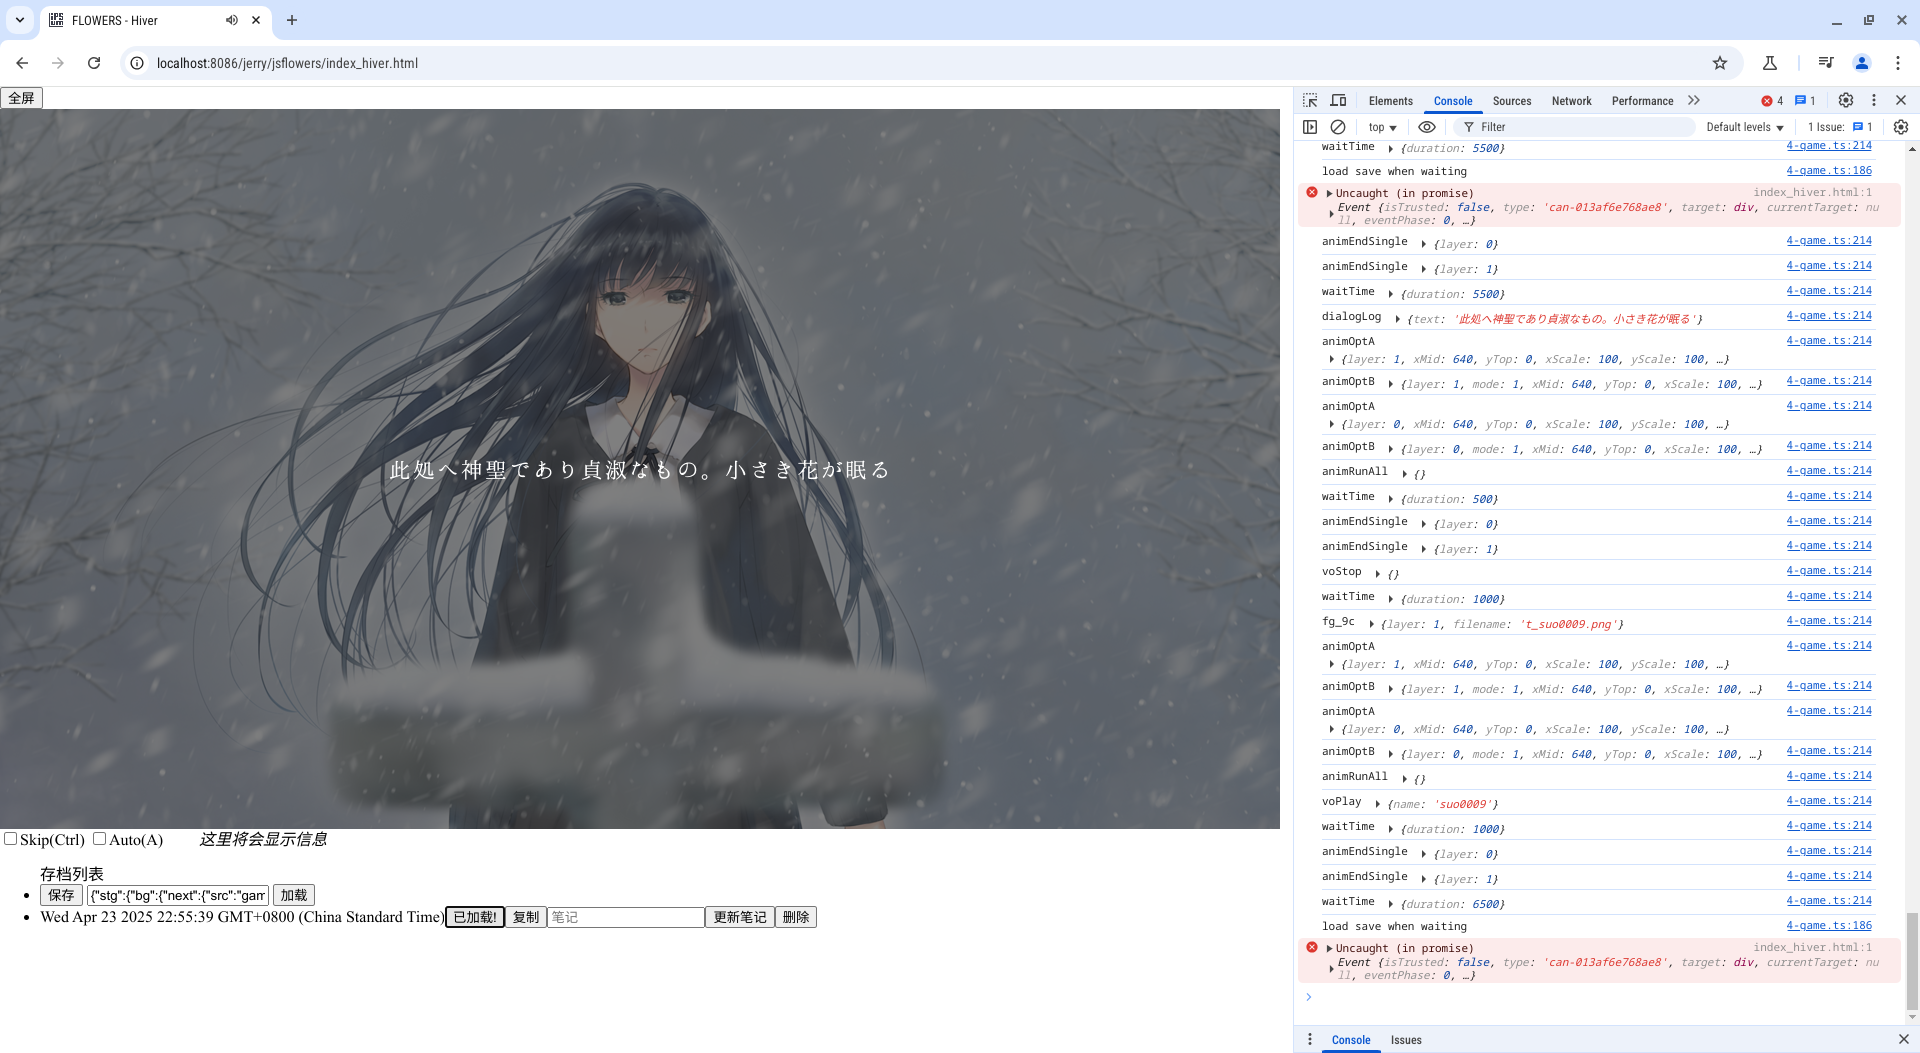 FLOWERS - Hiver
localhost:8086/jerry/jsflowers/index_hiver.html
全屏
此処へ神聖であり貞淑なもの。小さき花が眠る
Skip(Ctrl) Auto(A) 这里将会显示信息
存档列表
保存 {"stg":{"bg":{"next":{"src":"gam 加载
Wed Apr 23 2025 22:55:39 GMT+0800 (China Standard Time) 已加载! 复制 笔记 更新笔记 删除
Elements Console Sources Network Performance 4 1
top Filter Default levels 1 Issue: 1
waitTime {duration: 5500} 4-game.ts:214
load save when waiting 4-game.ts:186
Uncaught (in promise) index_hiver.html:1
Event {isTrusted: false, type: 'can-013af6e768ae8', target: div, currentTarget: nu
ll, eventPhase: 0, …}
animEndSingle {layer: 0} 4-game.ts:214
animEndSingle {layer: 1} 4-game.ts:214
waitTime {duration: 5500} 4-game.ts:214
dialogLog {text: '此処へ神聖であり貞淑なもの。小さき花が眠る'} 4-game.ts:214
animOptA 4-game.ts:214
{layer: 1, xMid: 640, yTop: 0, xScale: 100, yScale: 100, …}
animOptB {layer: 1, mode: 1, xMid: 640, yTop: 0, xScale: 100, …} 4-game.ts:214
animOptA 4-game.ts:214
{layer: 0, xMid: 640, yTop: 0, xScale: 100, yScale: 100, …}
animOptB {layer: 0, mode: 1, xMid: 640, yTop: 0, xScale: 100, …} 4-game.ts:214
animRunAll {} 4-game.ts:214
waitTime {duration: 500} 4-game.ts:214
animEndSingle {layer: 0} 4-game.ts:214
animEndSingle {layer: 1} 4-game.ts:214
voStop {} 4-game.ts:214
waitTime {duration: 1000} 4-game.ts:214
fg_9c {layer: 1, filename: 't_suo0009.png'} 4-game.ts:214
animOptA 4-game.ts:214
{layer: 1, xMid: 640, yTop: 0, xScale: 100, yScale: 100, …}
animOptB {layer: 1, mode: 1, xMid: 640, yTop: 0, xScale: 100, …} 4-game.ts:214
animOptA 4-game.ts:214
{layer: 0, xMid: 640, yTop: 0, xScale: 100, yScale: 100, …}
animOptB {layer: 0, mode: 1, xMid: 640, yTop: 0, xScale: 100, …} 4-game.ts:214
animRunAll {} 4-game.ts:214
voPlay {name: 'suo0009'} 4-game.ts:214
waitTime {duration: 1000} 4-game.ts:214
animEndSingle {layer: 0} 4-game.ts:214
animEndSingle {layer: 1} 4-game.ts:214
waitTime {duration: 6500} 4-game.ts:214
load save when waiting 4-game.ts:186
Uncaught (in promise) index_hiver.html:1
Event {isTrusted: false, type: 'can-013af6e768ae8', target: div, currentTarget: nu
ll, eventPhase: 0, …}
Console Issues